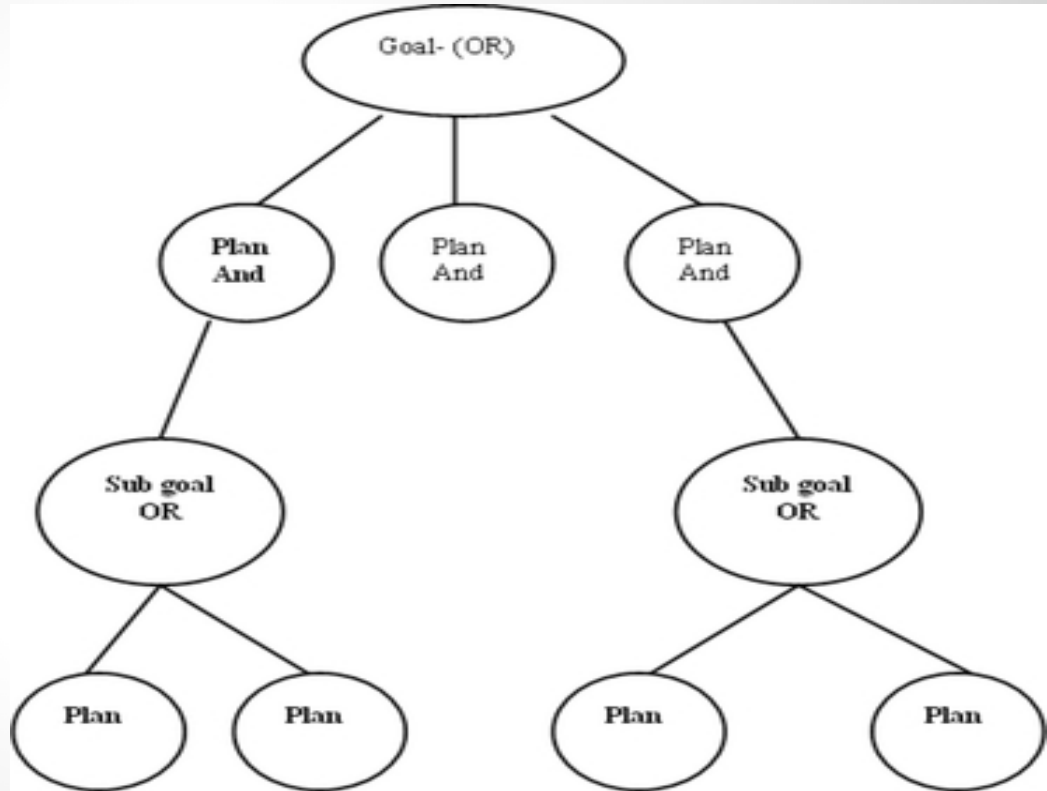 Goal- (OR)
Plan
And
Plan
And
Plan
And
Sub goal
OR
Sub goal
OR
Plan
Plan
Plan
Plan